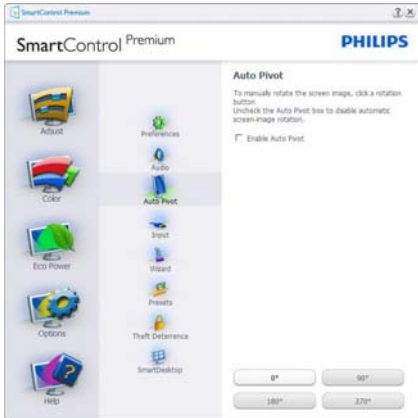 SmartControl Premium
? X
SmartControl Premium
PHILIPS
Adjust
Color
Eco Power
Options
Help
Preferences
Audio
Auto Pivot
Input
Wizard
Presets
Theft Deterrence
SmartDesktop
Auto Pivot
To manually rotate the screen image, click a rotation
button
Uncheck the Auto Pivot box to disable automatic
screen-image rotation.
Enable Auto Pivot
0°
90°
180°
270°